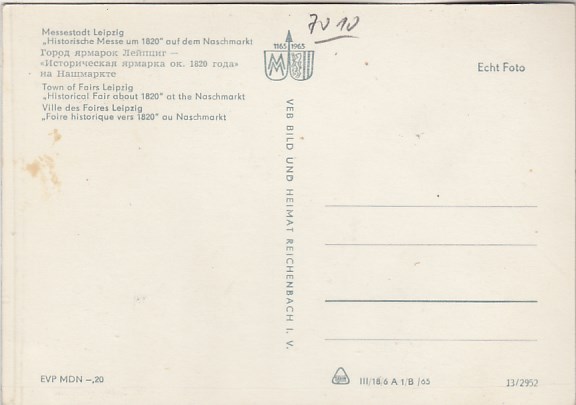 7010
Messestadt Leipzig
„Historische Messe um 1820" auf dem Naschmarkt
Город ярмарок Лейпциг —
«Историческая ярмарка ок. 1820 года»
на Нашмаркте
Town of Fairs Leipzig
„Historical Fair about 1820" at the Naschmarkt
Ville des Foires Leipzig
„Foire historique vers 1820" au Naschmarkt
1165 1965
MM
Echt Foto
VEB BILD UND HEIMAT REICHENBACH I. V.
EVP MDN –,20
III/18/6 A 1/B /65
13/2952